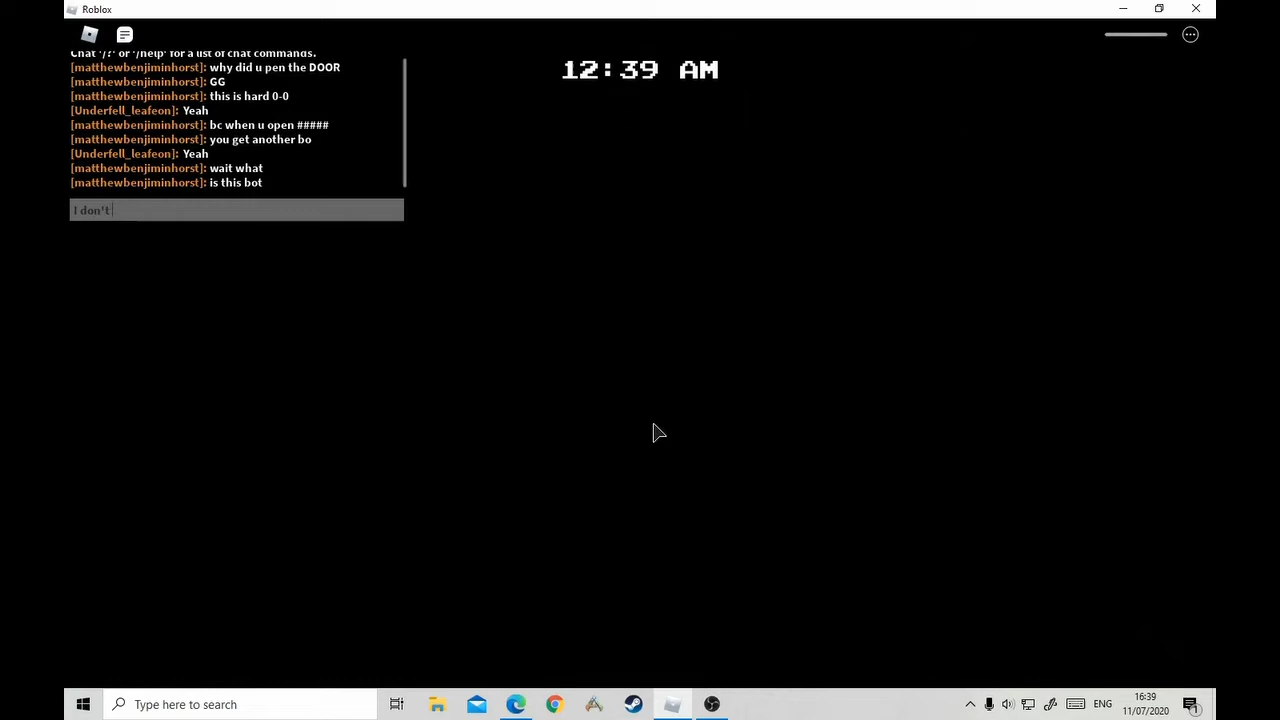 Roblox
Chat '/?' or '/help' for a list of chat commands.
12:39 AM
[matthewbenjiminhorst]: why did u pen the DOOR
[matthewbenjiminhorst]: GG
[matthewbenjiminhorst]: this is hard 0-0
[Underfell_leafeon]: Yeah
[matthewbenjiminhorst]: bc when u open #####
[matthewbenjiminhorst]: you get another bo
[Underfell_leafeon]: Yeah
[matthewbenjiminhorst]: wait what
[matthewbenjiminhorst]: is this bot
I don't
Type here to search
ENG
16:39
11/07/2020
1